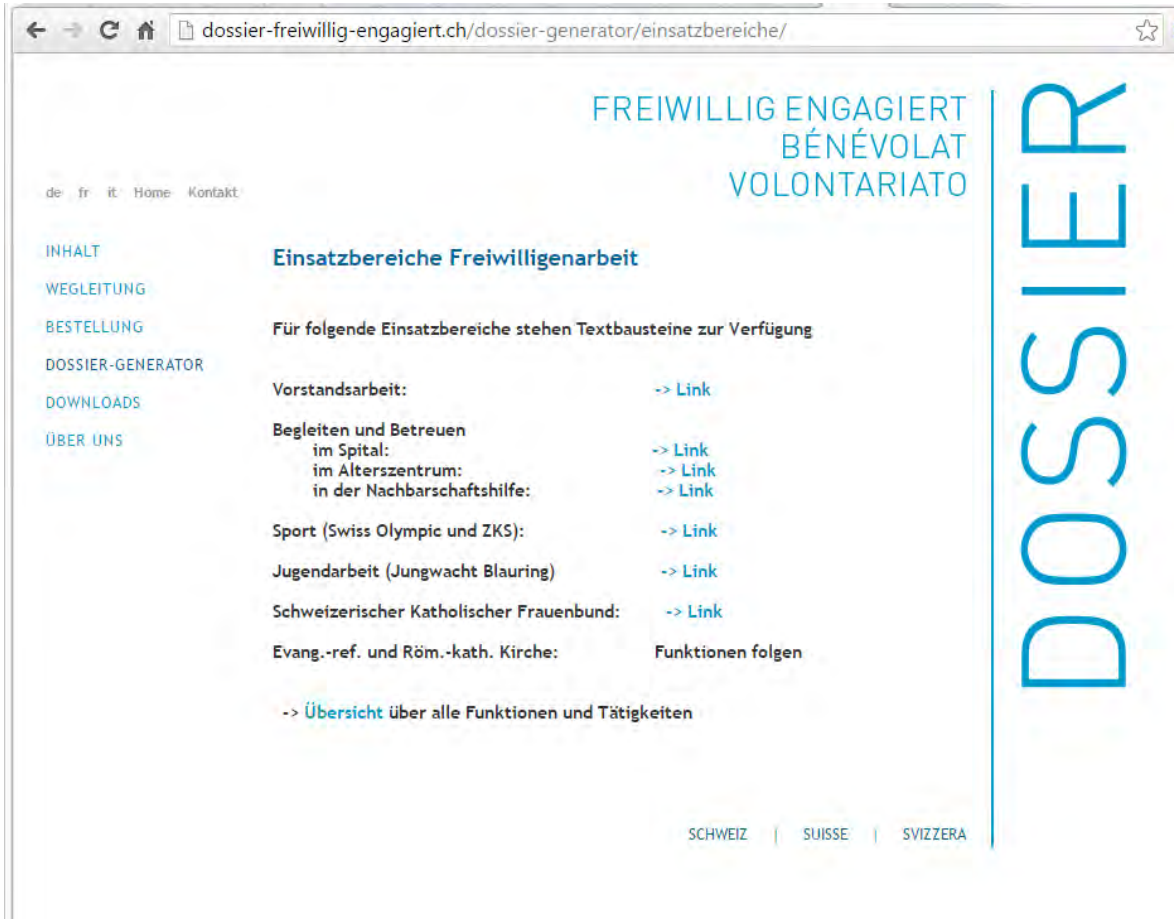 dossier-freiwillig-engagiert.ch/dossier-generator/einsatzbereiche/
FREIWILLIG ENGAGIERT
BÉNÉVOLAT
VOLONTARIATO
DOSSIER
de fr it Home Kontakt
INHALT
WEGLEITUNG
BESTELLUNG
DOSSIER-GENERATOR
DOWNLOADS
ÜBER UNS
Einsatzbereiche Freiwilligenarbeit
Für folgende Einsatzbereiche stehen Textbausteine zur Verfügung
Vorstandsarbeit: -> Link
Begleiten und Betreuen
im Spital: -> Link
im Alterszentrum: -> Link
in der Nachbarschaftshilfe: -> Link
Sport (Swiss Olympic und ZKS): -> Link
Jugendarbeit (Jungwacht Blauring) -> Link
Schweizerischer Katholischer Frauenbund: -> Link
Evang.-ref. und Röm.-kath. Kirche: Funktionen folgen
-> Übersicht über alle Funktionen und Tätigkeiten
SCHWEIZ | SUISSE | SVIZZERA